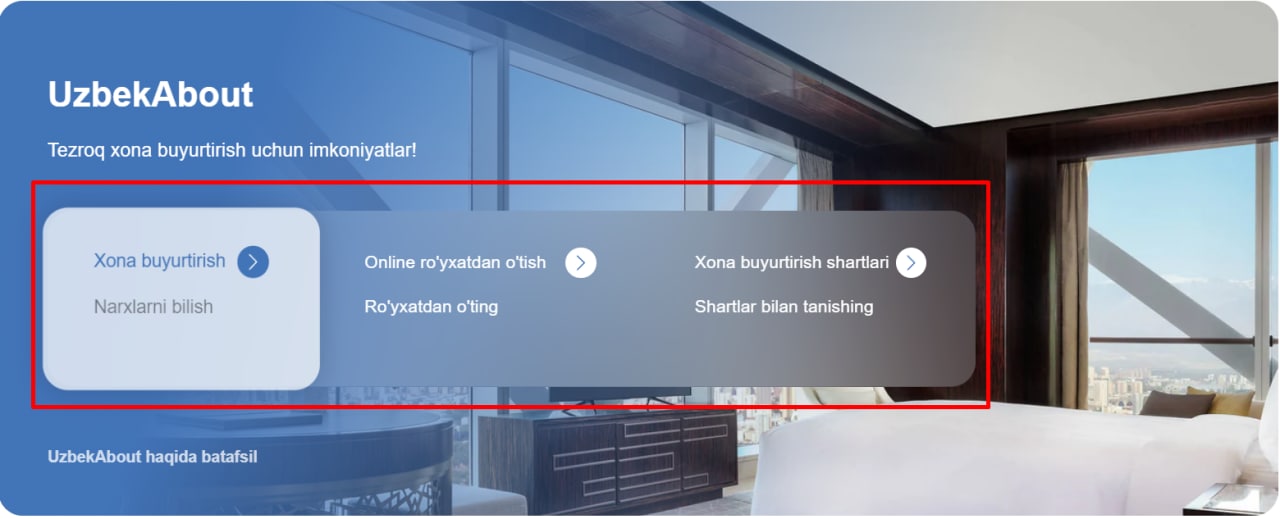 UzbekAbout
Tezroq xona buyurtirish uchun imkoniyatlar!
Xona buyurtirish
Narxlarni bilish
Online ro'yxatdan o'tish
Ro'yxatdan o'ting
Xona buyurtirish shartlari
Shartlar bilan tanishing
UzbekAbout haqida batafsil